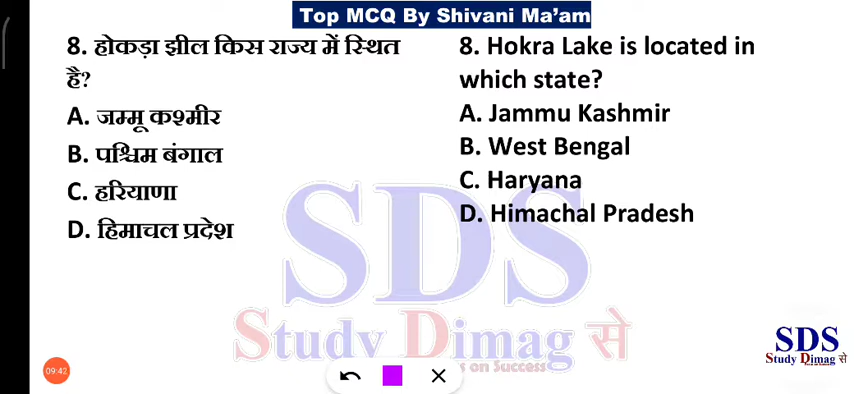 Top MCQ By Shivani Ma'am
8. होकड़ा झील किस राज्य में स्थित
है?
A. जम्मू कश्मीर
B. पश्चिम बंगाल
C. हरियाणा
D. हिमाचल प्रदेश
8. Hokra Lake is located in
which state?
A. Jammu Kashmir
B. West Bengal
C. Haryana
D. Himachal Pradesh
SDS
Study Dimag से
s on Success
SDS
Study Dimag से
09:42